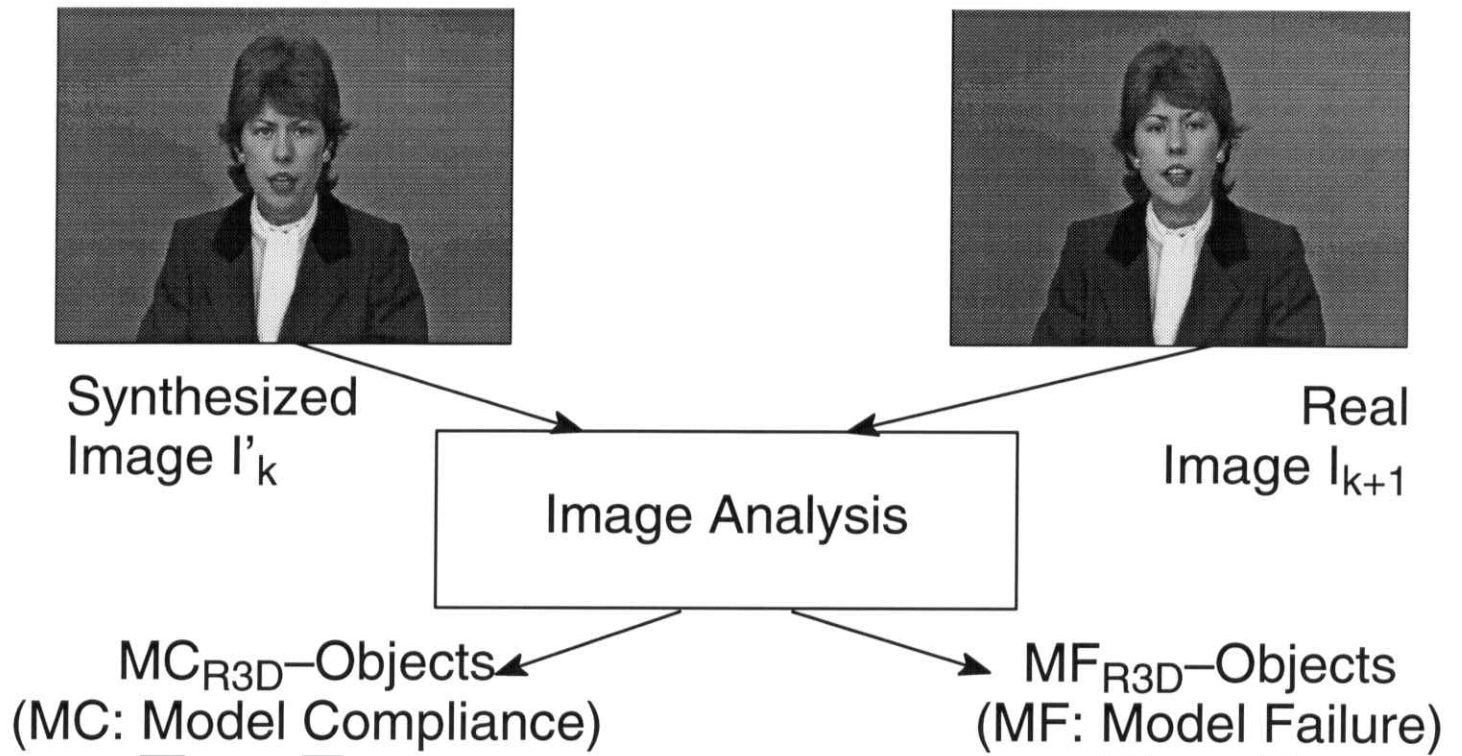 Synthesized
Image I'k
Real
Image Ik+1
Image Analysis
MCR3D–Objects
(MC: Model Compliance)
MFR3D–Objects
(MF: Model Failure)